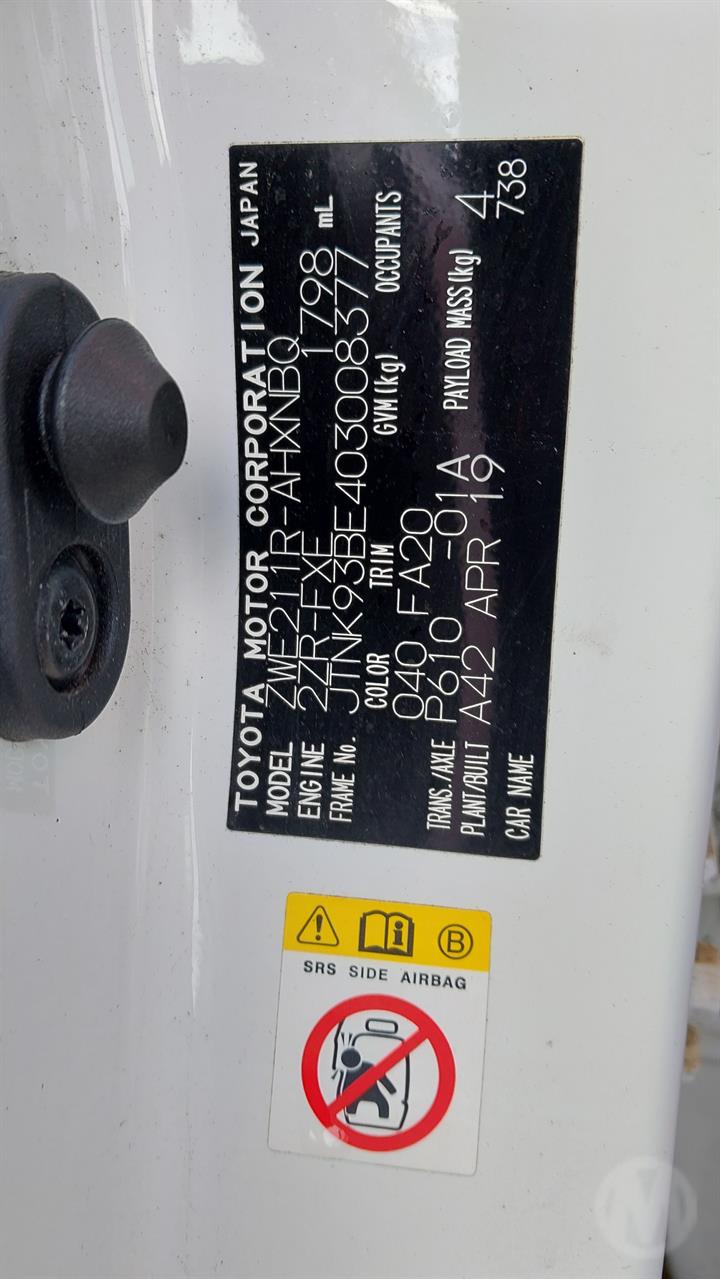 TOYOTA MOTOR CORPORATION JAPAN
MODEL ZWE211R-AHXNBQ
ENGINE 2ZR-FXE 1798 mL
FRAME No. JTNK93BE403008377
COLOR TRIM GVM(kg) OCCUPANTS
040 FA20
TRANS./AXLE P610 -01A PAYLOAD MASS(kg) 4
PLANT/BUILT A42 APR 19 738
CAR NAME
B
SRS SIDE AIRBAG
M